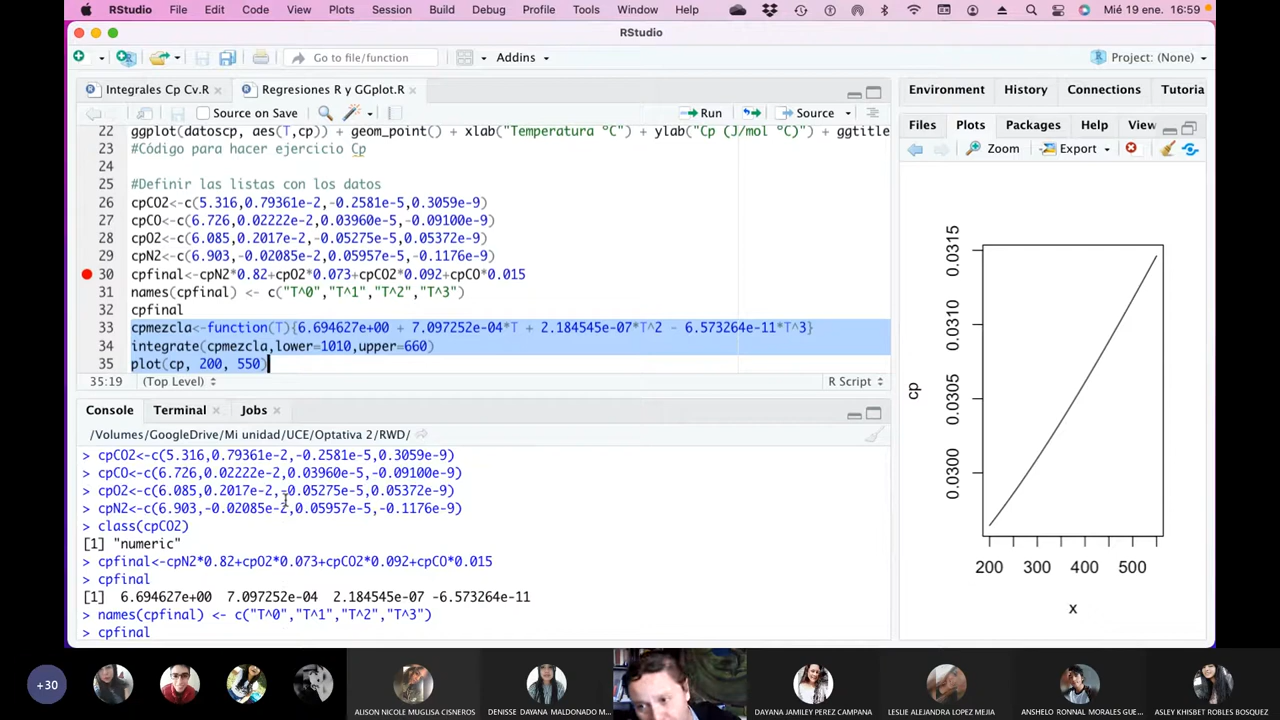 RStudio File Edit Code View Plots Session Build Debug Profile Tools Window Help Mié 19 ene. 16:59
RStudio
Go to file/function Addins Project: (None)
Integrales Cp Cv.R Regresiones R y GGplot.R
Source on Save Run Source
22 ggplot(datoscp, aes(T,cp)) + geom_point() + xlab("Temperatura ºC") + ylab("Cp (J/mol ºC)") + ggtitle
23 #Código para hacer ejercicio Cp
24
25 #Definir las listas con los datos
26 cpCO2<-c(5.316,0.79361e-2,-0.2581e-5,0.3059e-9)
27 cpCO<-c(6.726,0.02222e-2,0.03960e-5,-0.09100e-9)
28 cpO2<-c(6.085,0.2017e-2,-0.05275e-5,0.05372e-9)
29 cpN2<-c(6.903,-0.02085e-2,0.05957e-5,-0.1176e-9)
30 cpfinal<-cpN2*0.82+cpO2*0.073+cpCO2*0.092+cpCO*0.015
31 names(cpfinal) <- c("T^0","T^1","T^2","T^3")
32 cpfinal
33 cpmezcla<-function(T){6.694627e+00 + 7.097252e-04*T + 2.184545e-07*T^2 - 6.573264e-11*T^3}
34 integrate(cpmezcla,lower=1010,upper=660)
35 plot(cp, 200, 550)
35:19 (Top Level) R Script
Console Terminal Jobs
/Volumes/GoogleDrive/Mi unidad/UCE/Optativa 2/RWD/
> cpCO2<-c(5.316,0.79361e-2,-0.2581e-5,0.3059e-9)
> cpCO<-c(6.726,0.02222e-2,0.03960e-5,-0.09100e-9)
> cpO2<-c(6.085,0.2017e-2,-0.05275e-5,0.05372e-9)
> cpN2<-c(6.903,-0.02085e-2,0.05957e-5,-0.1176e-9)
> class(cpCO2)
[1] "numeric"
> cpfinal<-cpN2*0.82+cpO2*0.073+cpCO2*0.092+cpCO*0.015
> cpfinal
[1] 6.694627e+00 7.097252e-04 2.184545e-07 -6.573264e-11
> names(cpfinal) <- c("T^0","T^1","T^2","T^3")
> cpfinal
Environment History Connections Tutoria
Files Plots Packages Help View
Zoom Export
0.0315
0.0310
0.0305
0.0300
cp
200 300 400 500
x
+30
ALISON NICOLE MUGLISA CISNEROS
DENISSE DAYANA MALDONADO M...
DAYANA JAMILEY PEREZ CAMPANA
LESLIE ALEJANDRA LOPEZ MEJIA
ANSHELO RONNAL MORALES GUE...
ASLEY KHISBET ROBLES BOSQUEZ